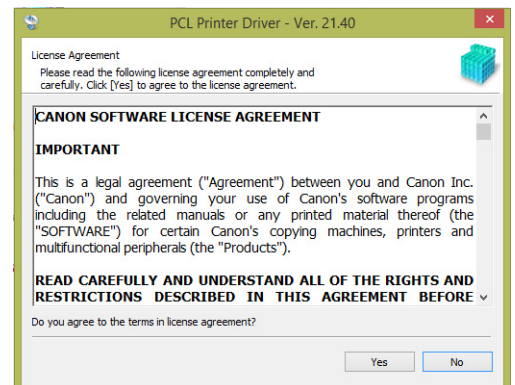 PCL Printer Driver - Ver. 21.40
License Agreement
Please read the following license agreement completely and
carefully. Click [Yes] to agree to the license agreement.
CANON SOFTWARE LICENSE AGREEMENT
IMPORTANT
This is a legal agreement ("Agreement") between you and Canon Inc.
("Canon") and governing your use of Canon's software programs
including the related manuals or any printed material thereof (the
"SOFTWARE") for certain Canon's copying machines, printers and
multifunctional peripherals (the "Products").
READ CAREFULLY AND UNDERSTAND ALL OF THE RIGHTS AND
RESTRICTIONS DESCRIBED IN THIS AGREEMENT BEFORE
Do you agree to the terms in license agreement?
Yes No